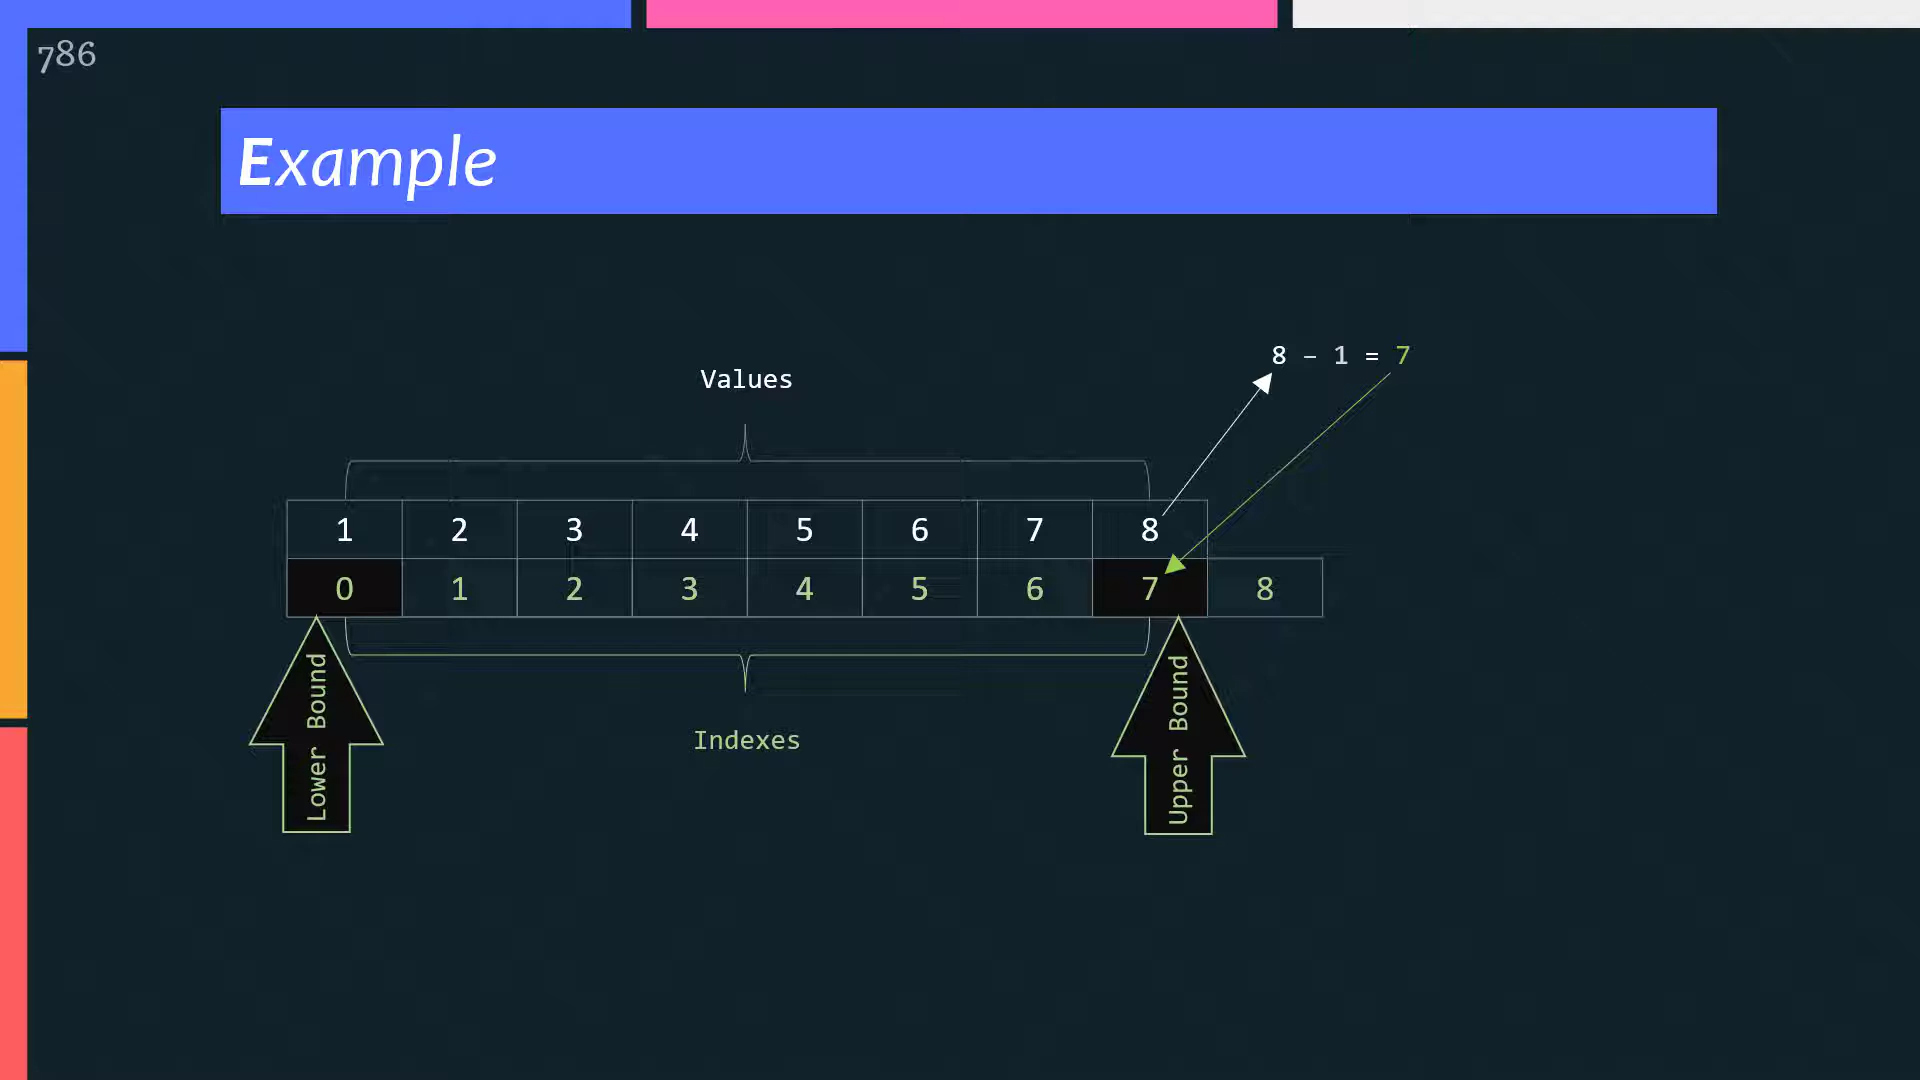 786
Example
8 – 1 = 7
Values
1 2 3 4 5 6 7 8
0 1 2 3 4 5 6 7 8
Lower Bound
Upper Bound
Indexes